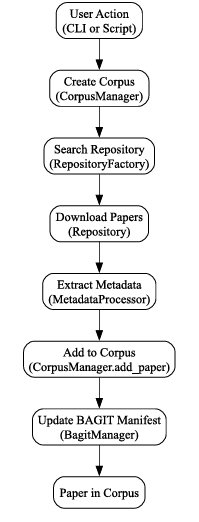 User Action
(CLI or Script)
Create Corpus
(CorpusManager)
Search Repository
(RepositoryFactory)
Download Papers
(Repository)
Extract Metadata
(MetadataProcessor)
Add to Corpus
(CorpusManager.add_paper)
Update BAGIT Manifest
(BagitManager)
Paper in Corpus